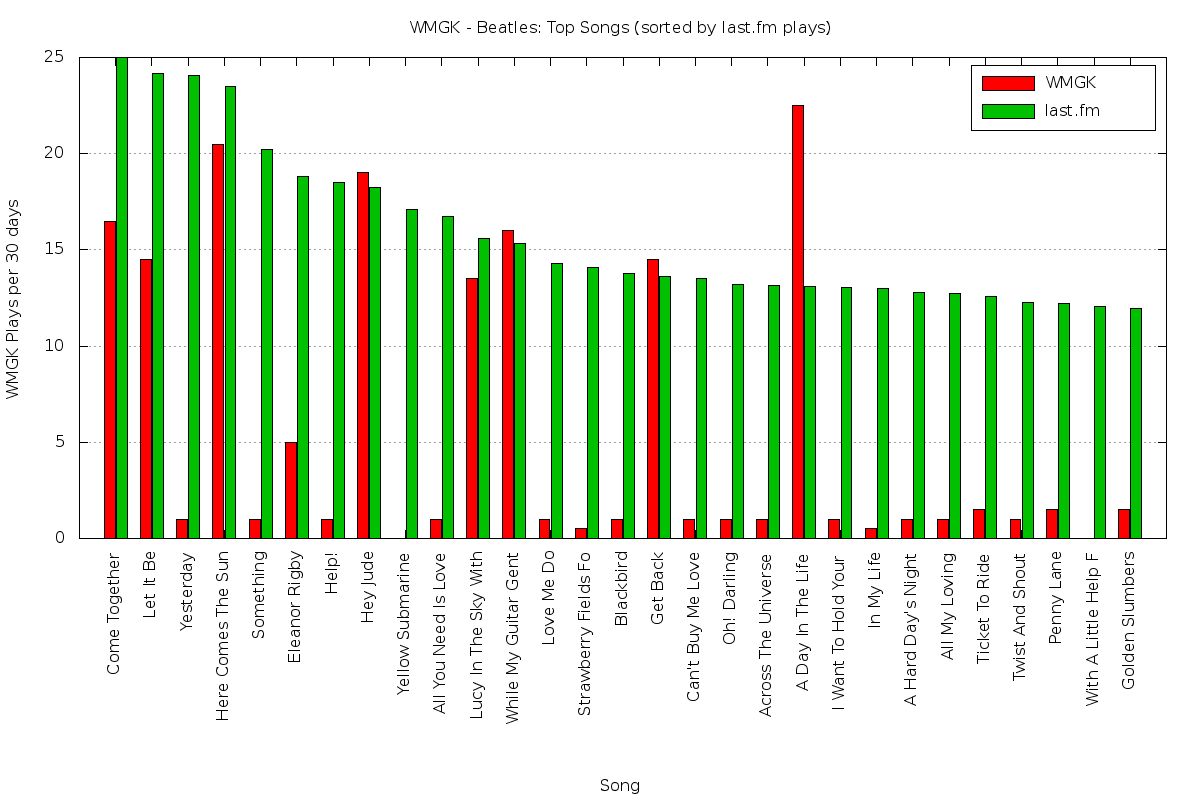 WMGK - Beatles: Top Songs (sorted by last.fm plays)
WMGK
last.fm
WMGK Plays per 30 days
25
20
15
10
5
0
Come Together
Let It Be
Yesterday
Here Comes The Sun
Something
Eleanor Rigby
Help!
Hey Jude
Yellow Submarine
All You Need Is Love
Lucy In The Sky With
While My Guitar Gent
Love Me Do
Strawberry Fields Fo
Blackbird
Get Back
Can't Buy Me Love
Oh! Darling
Across The Universe
A Day In The Life
I Want To Hold Your
In My Life
A Hard Day's Night
All My Loving
Ticket To Ride
Twist And Shout
Penny Lane
With A Little Help F
Golden Slumbers
Song